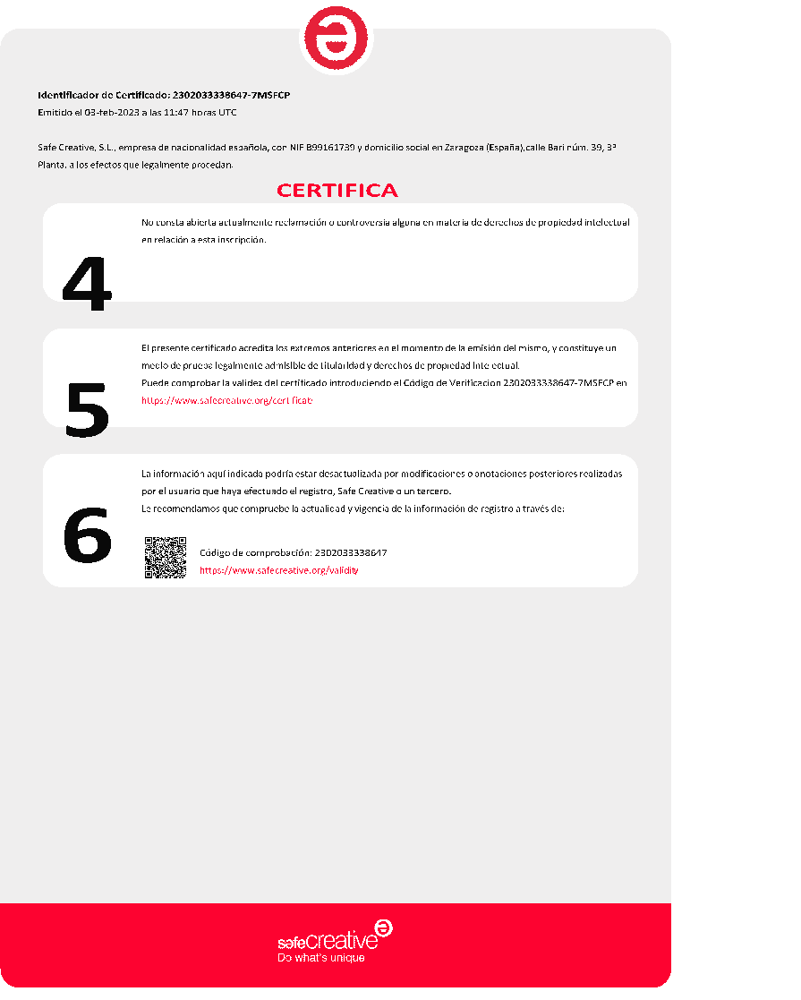 Identificador de Certificado: 2302033338647-7MSFCP
Emitido el 03-feb-2023 a las 11:47 horas UTC
Safe Creative, S.L., empresa de nacionalidad española, con NIF B99161739 y domicilio social en Zaragoza (España),calle Bari núm. 39, 3ª
Planta, a los efectos que legalmente procedan.
CERTIFICA
4
No consta abierta actualmente reclamación o controversia alguna en materia de derechos de propiedad intelectual
en relación a esta inscripción.
5
El presente certificado acredita los extremos anteriores en el momento de la emisión del mismo, y constituye un
medio de prueba legalmente admisible de titularidad y derechos de propiedad intelectual.
Puede comprobar la validez del certificado introduciendo el Código de Verificacion 2302033338647-7MSFCP en
https://www.safecreative.org/certificate
6
La información aquí indicada podría estar desactualizada por modificaciones o anotaciones posteriores realizadas
por el usuario que haya efectuado el registro, Safe Creative o un tercero.
Le recomendamos que compruebe la actualidad y vigencia de la información de registro a través de:
Código de comprobación: 2302033338647
https://www.safecreative.org/validity
safecreative
Do what's unique